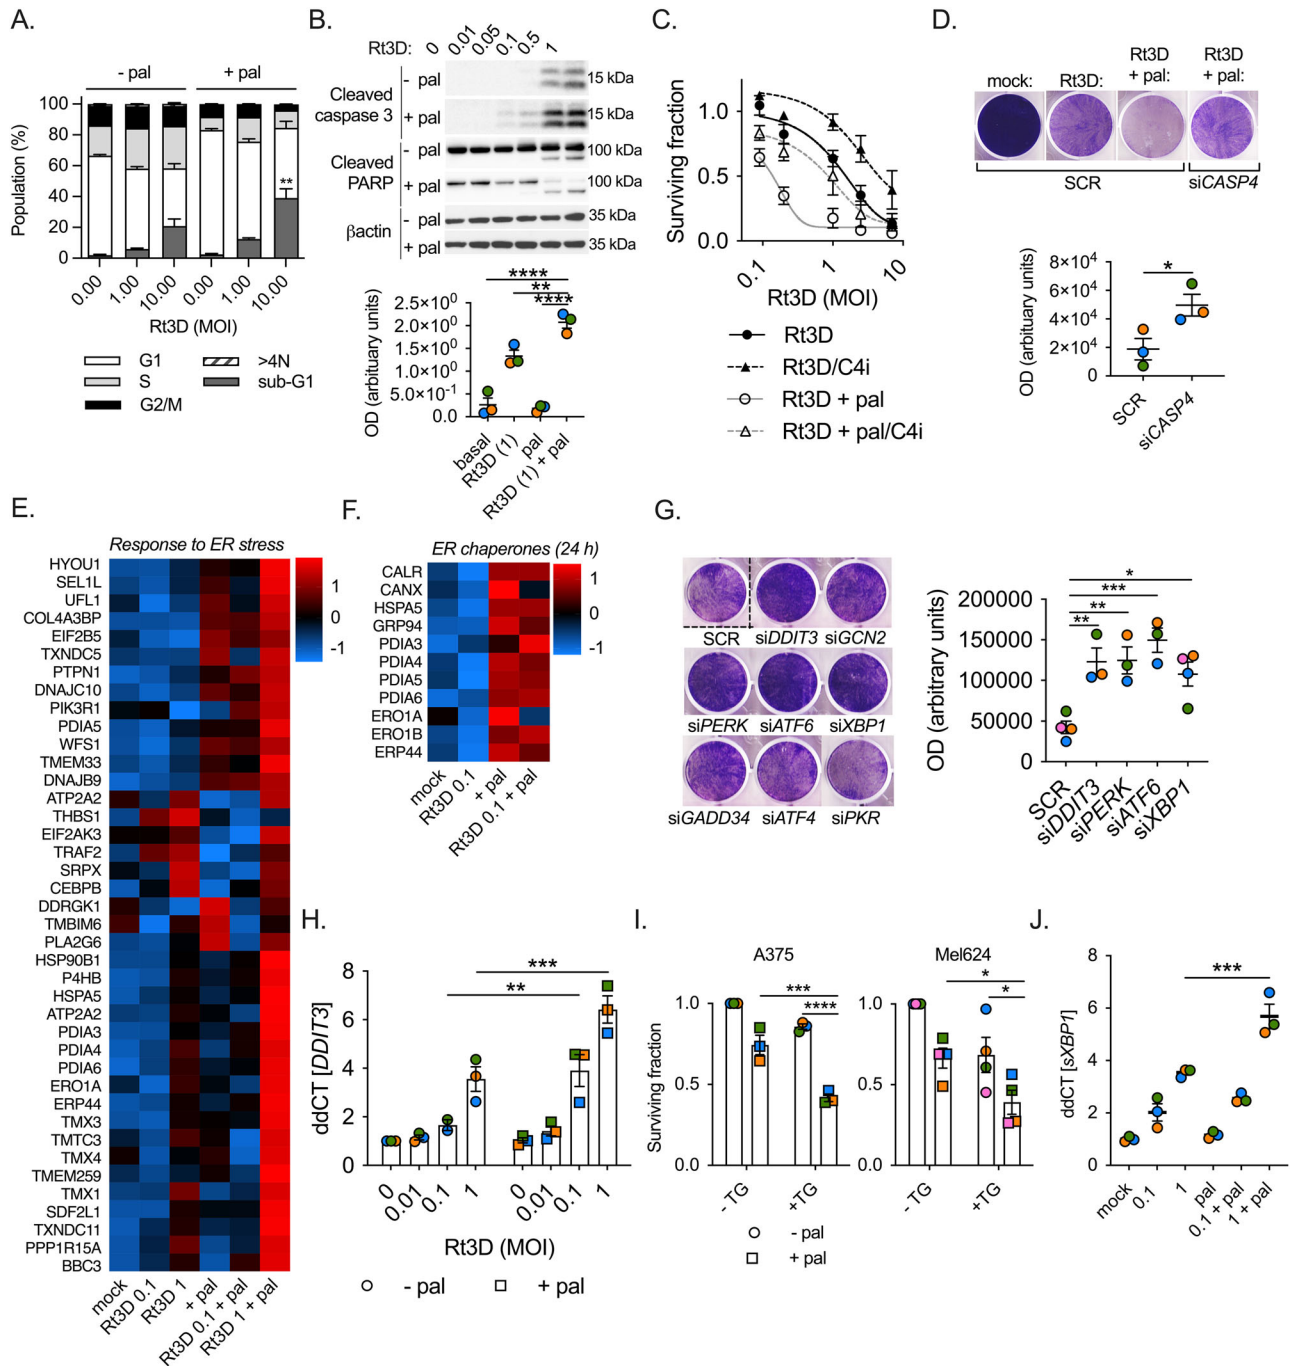 A.
- pal + pal
Population (%)
100
80
60
40
20
0
**
0.00 1.00 10.00 0.00 1.00 10.00
Rt3D (MOI)
G1 >4N
S sub-G1
G2/M
B.
Rt3D: 0 0.01 0.05 0.1 0.5 1
Cleaved caspase 3
- pal 15 kDa
+ pal 15 kDa
Cleaved PARP
- pal 100 kDa
+ pal 100 kDa
βactin
- pal 35 kDa
+ pal 35 kDa
****
**
****
OD (arbituary units)
2.5×10⁰
2.0×10⁰
1.5×10⁰
1.0×10⁰
5.0×10⁻¹
0.0
basal Rt3D (1) pal Rt3D (1) + pal
C.
Surviving fraction
1.0
0.5
0.0
0.1 1 10
Rt3D (MOI)
Rt3D
Rt3D/C4i
Rt3D + pal
Rt3D + pal/C4i
D.
mock: Rt3D: Rt3D + pal: Rt3D + pal:
SCR siCASP4
OD (arbituary units)
8×10⁴
6×10⁴
4×10⁴
2×10⁴
0
*
SCR siCASP4
E.
Response to ER stress
HYOU1
SEL1L
UFL1
COL4A3BP
EIF2B5
TXNDC5
PTPN1
DNAJC10
PIK3R1
PDIA5
WFS1
TMEM33
DNAJB9
ATP2A2
THBS1
EIF2AK3
TRAF2
SRPX
CEBPB
DDRGK1
TMBIM6
PLA2G6
HSP90B1
P4HB
HSPA5
ATP2A2
PDIA3
PDIA4
PDIA6
ERO1A
ERP44
TMX3
TMTC3
TMX4
TMEM259
TMX1
SDF2L1
TXNDC11
PPP1R15A
BBC3
1
0
-1
mock Rt3D 0.1 Rt3D 1 + pal Rt3D 0.1 + pal Rt3D 1 + pal
F.
ER chaperones (24 h)
CALR
CANX
HSPA5
GRP94
PDIA3
PDIA4
PDIA5
PDIA6
ERO1A
ERO1B
ERP44
1
0
-1
mock Rt3D 0.1 + pal Rt3D 0.1 + pal
G.
SCR siDDIT3 siGCN2
siPERK siATF6 siXBP1
siGADD34 siATF4 siPKR
OD (arbitrary units)
200000
150000
100000
50000
0
*
***
**
**
SCR siDDIT3 siPERK siATF6 siXBP1
H.
ddCT [DDIT3]
8
6
4
2
0
***
**
0 0.01 0.1 1 0 0.01 0.1 1
Rt3D (MOI)
- pal + pal
I.
A375 Mel624
Surviving fraction
1.0
0.5
0.0
***
****
- TG +TG
1.0
0.5
0.0
*
*
- TG +TG
- pal
+ pal
J.
ddCT [sXBP1]
8
6
4
2
0
***
mock 0.1 1 pal 0.1 + pal 1 + pal